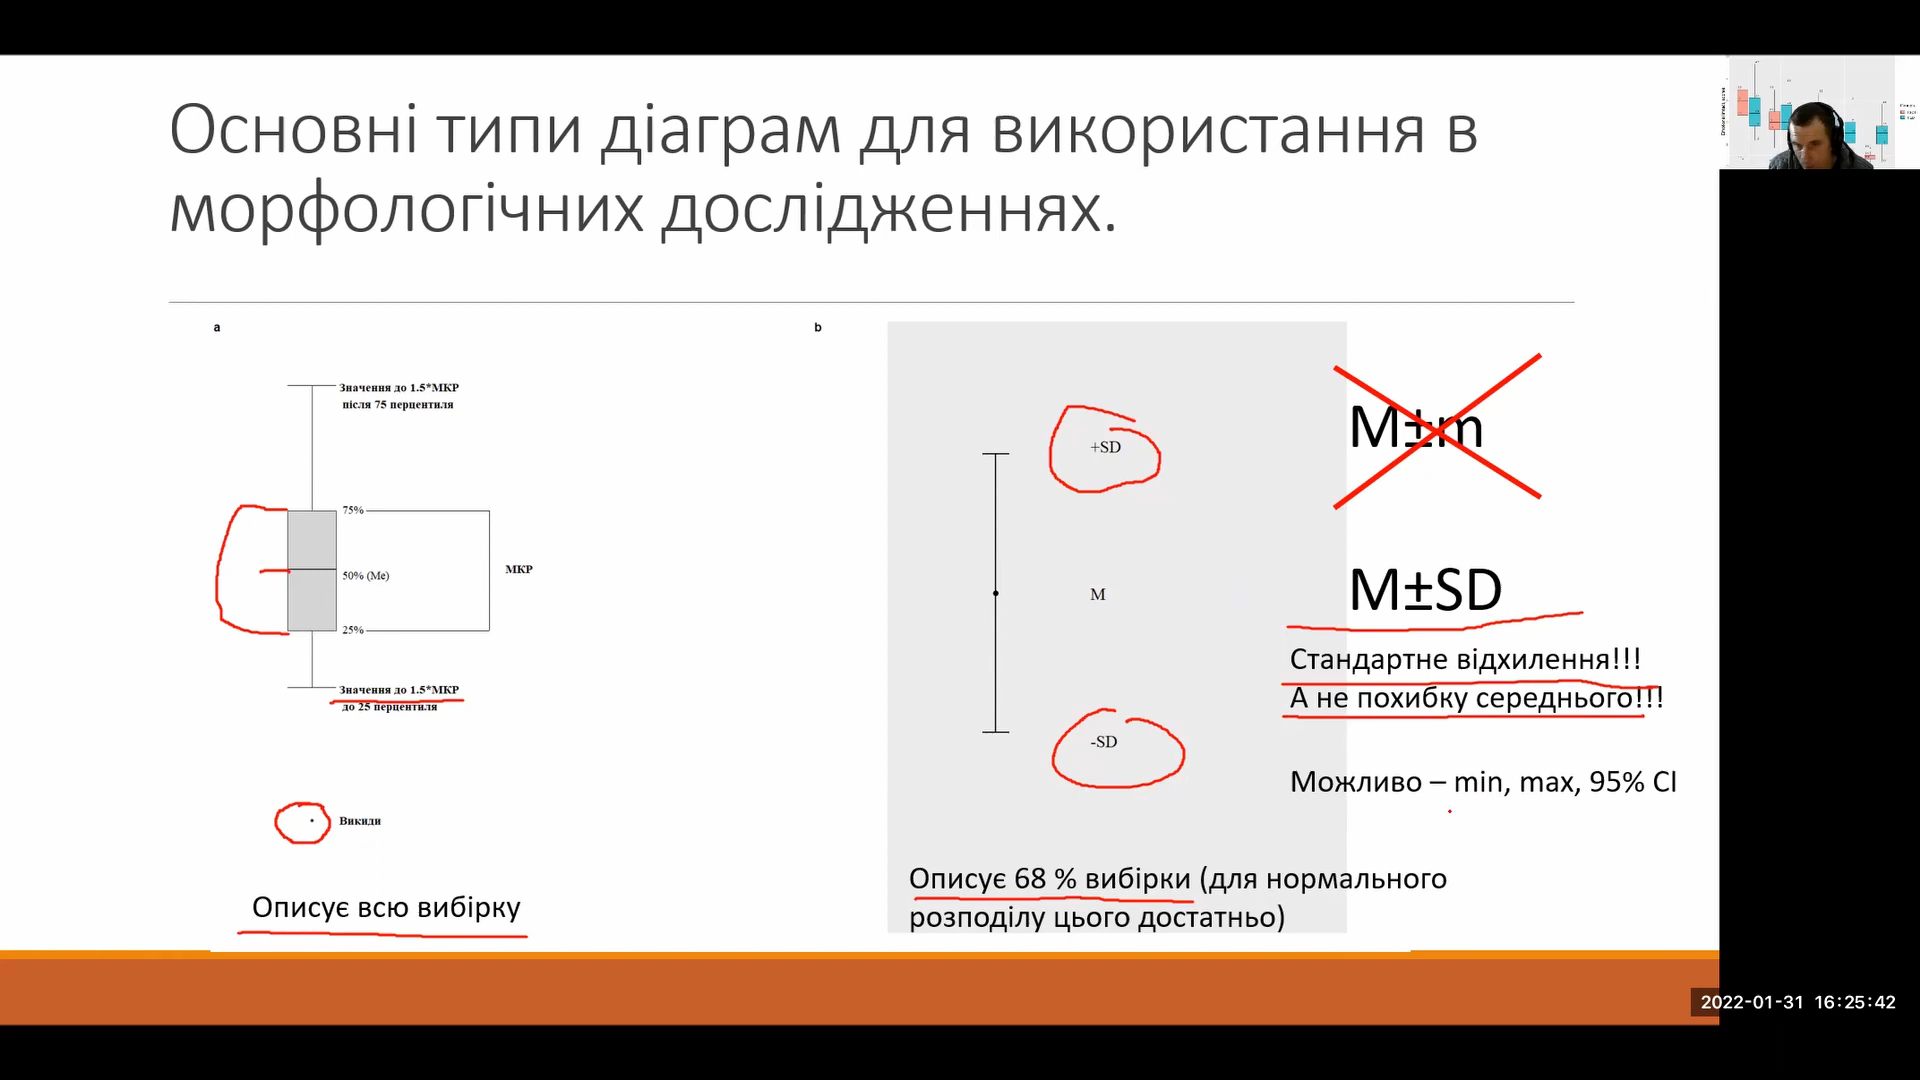 Основні типи діаграм для використання в
морфологічних дослідженнях.
a
b
Значення до 1.5*МКР
після 75 перцентиля
75%
50% (Me)
25%
МКР
Значення до 1.5*МКР
до 25 перцентиля
Викиди
Описує всю вибірку
+SD
M
-SD
M±m
M±SD
Стандартне відхилення!!!
А не похибку середнього!!!
Можливо – min, max, 95% CI
Описує 68 % вибірки (для нормального
розподілу цього достатньо)
2022-01-31 16:25:42